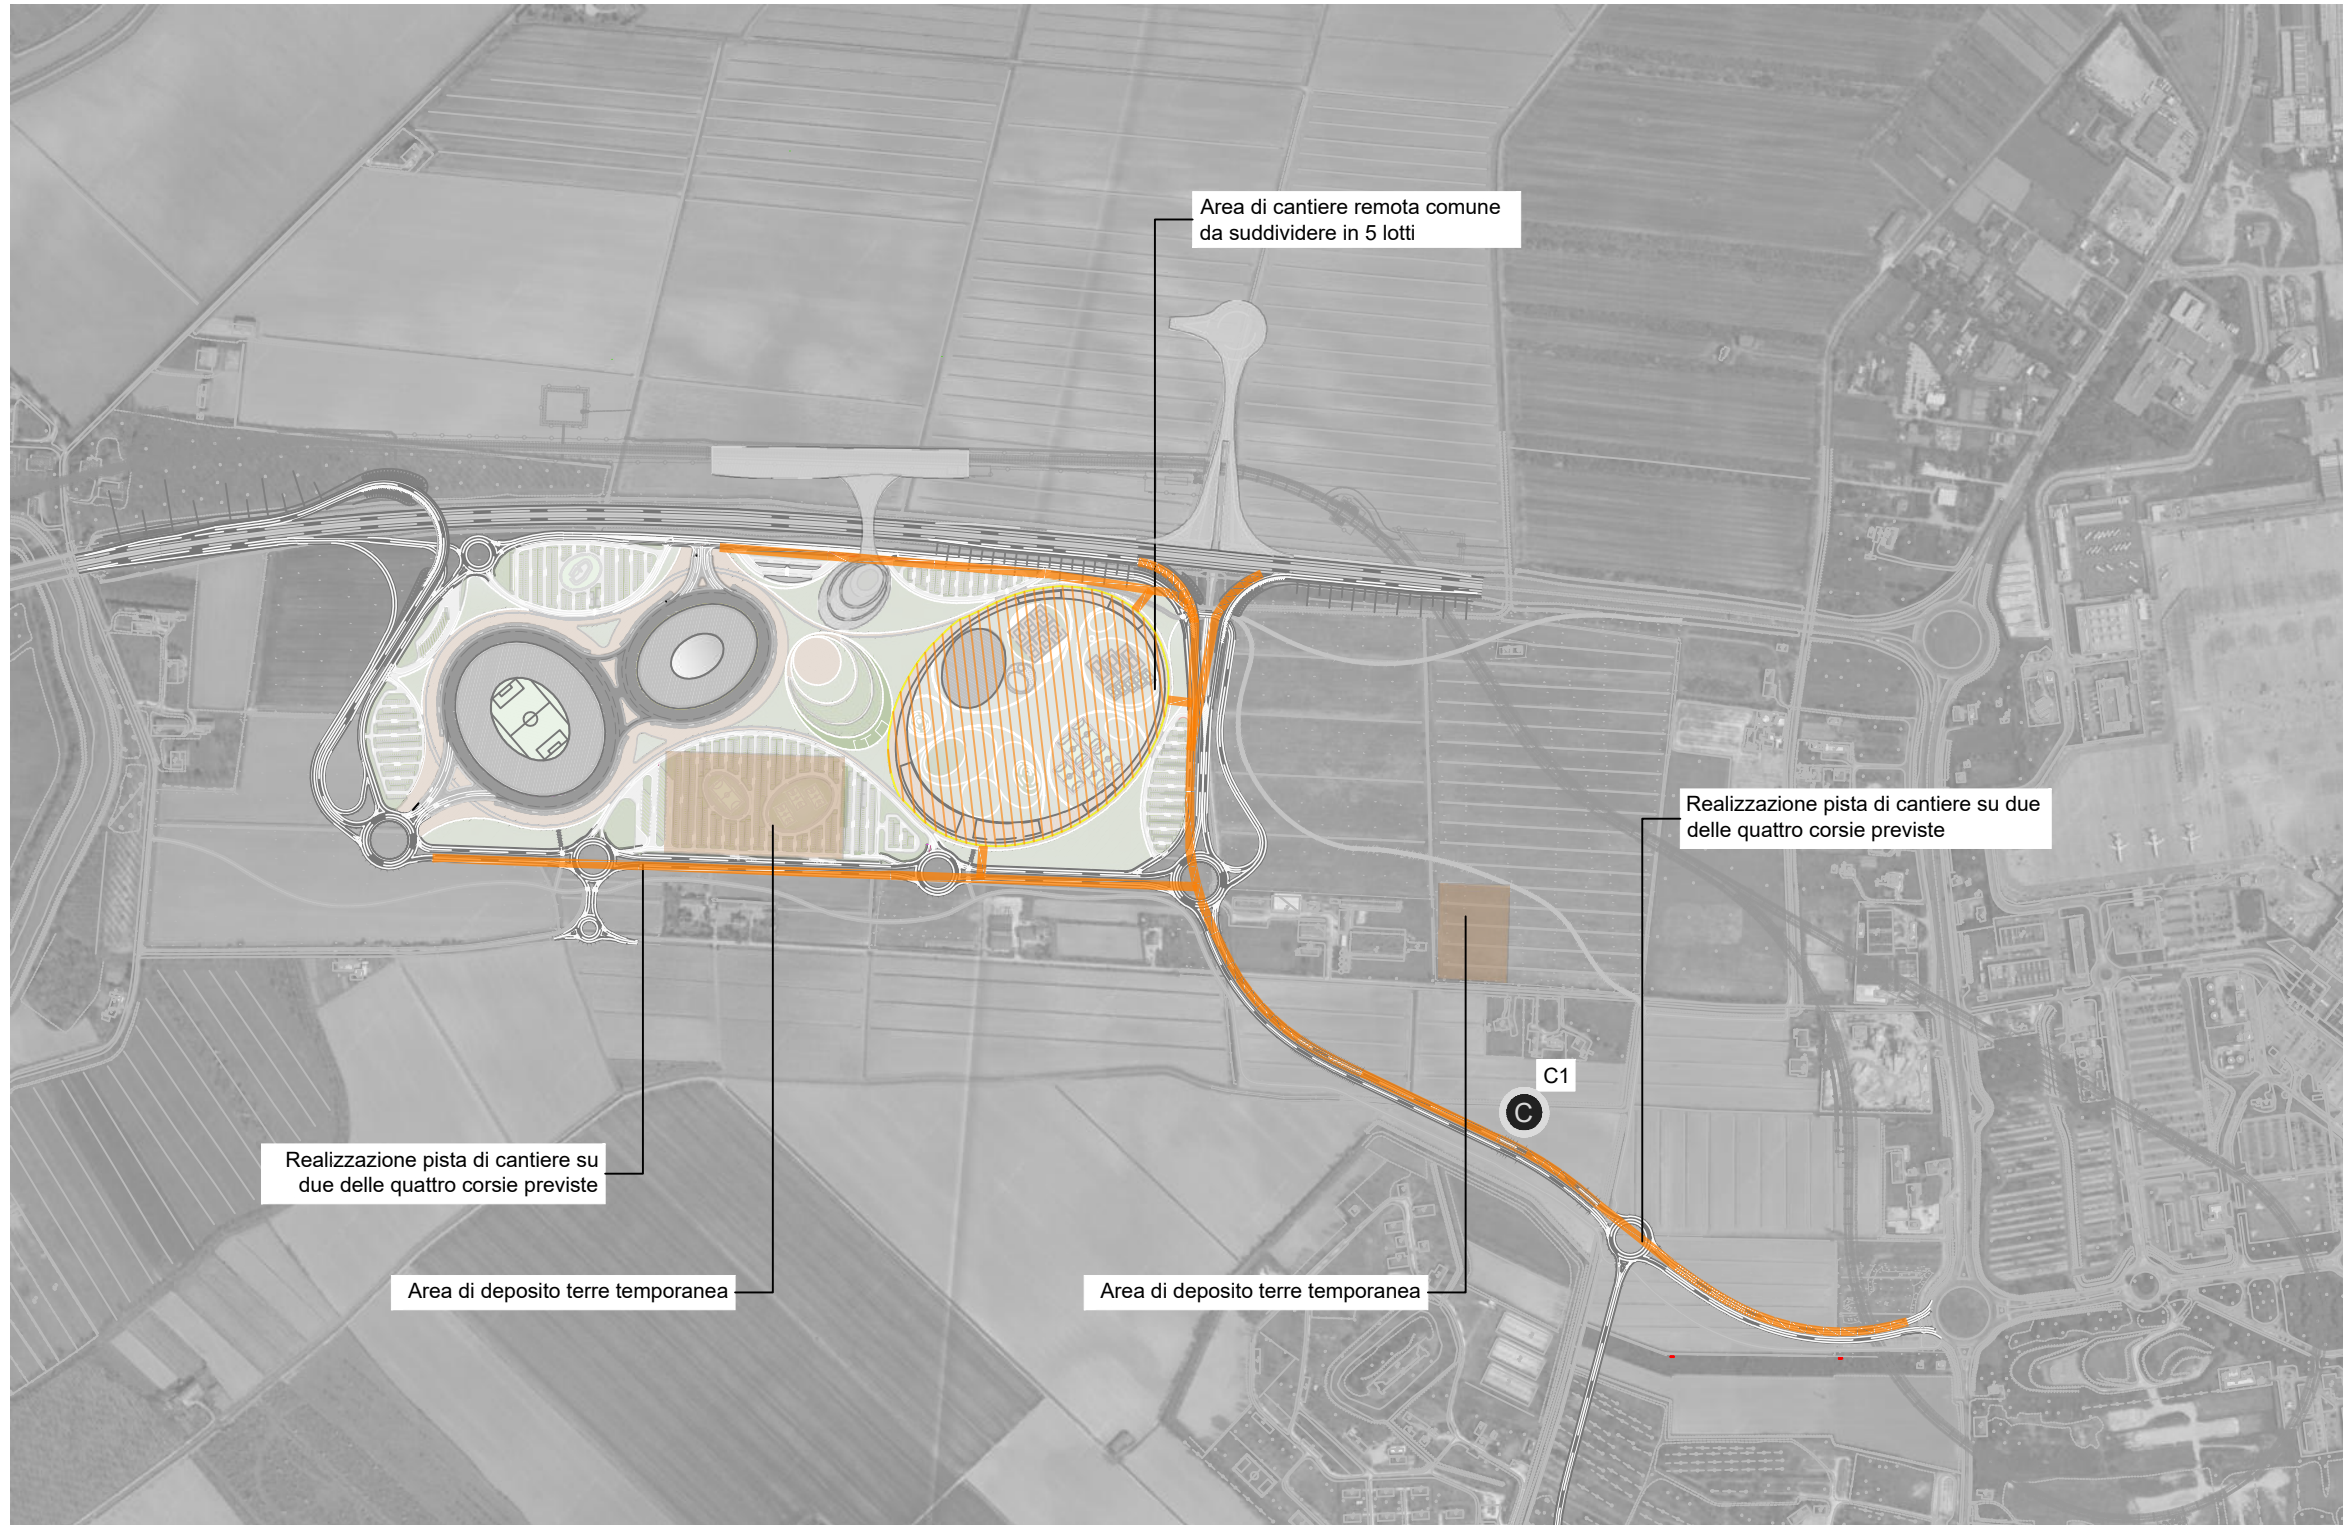 Area di cantiere remota comune
da suddividere in 5 lotti
Realizzazione pista di cantiere su due
delle quattro corsie previste
C1
C
Realizzazione pista di cantiere su
due delle quattro corsie previste
Area di deposito terre temporanea
Area di deposito terre temporanea